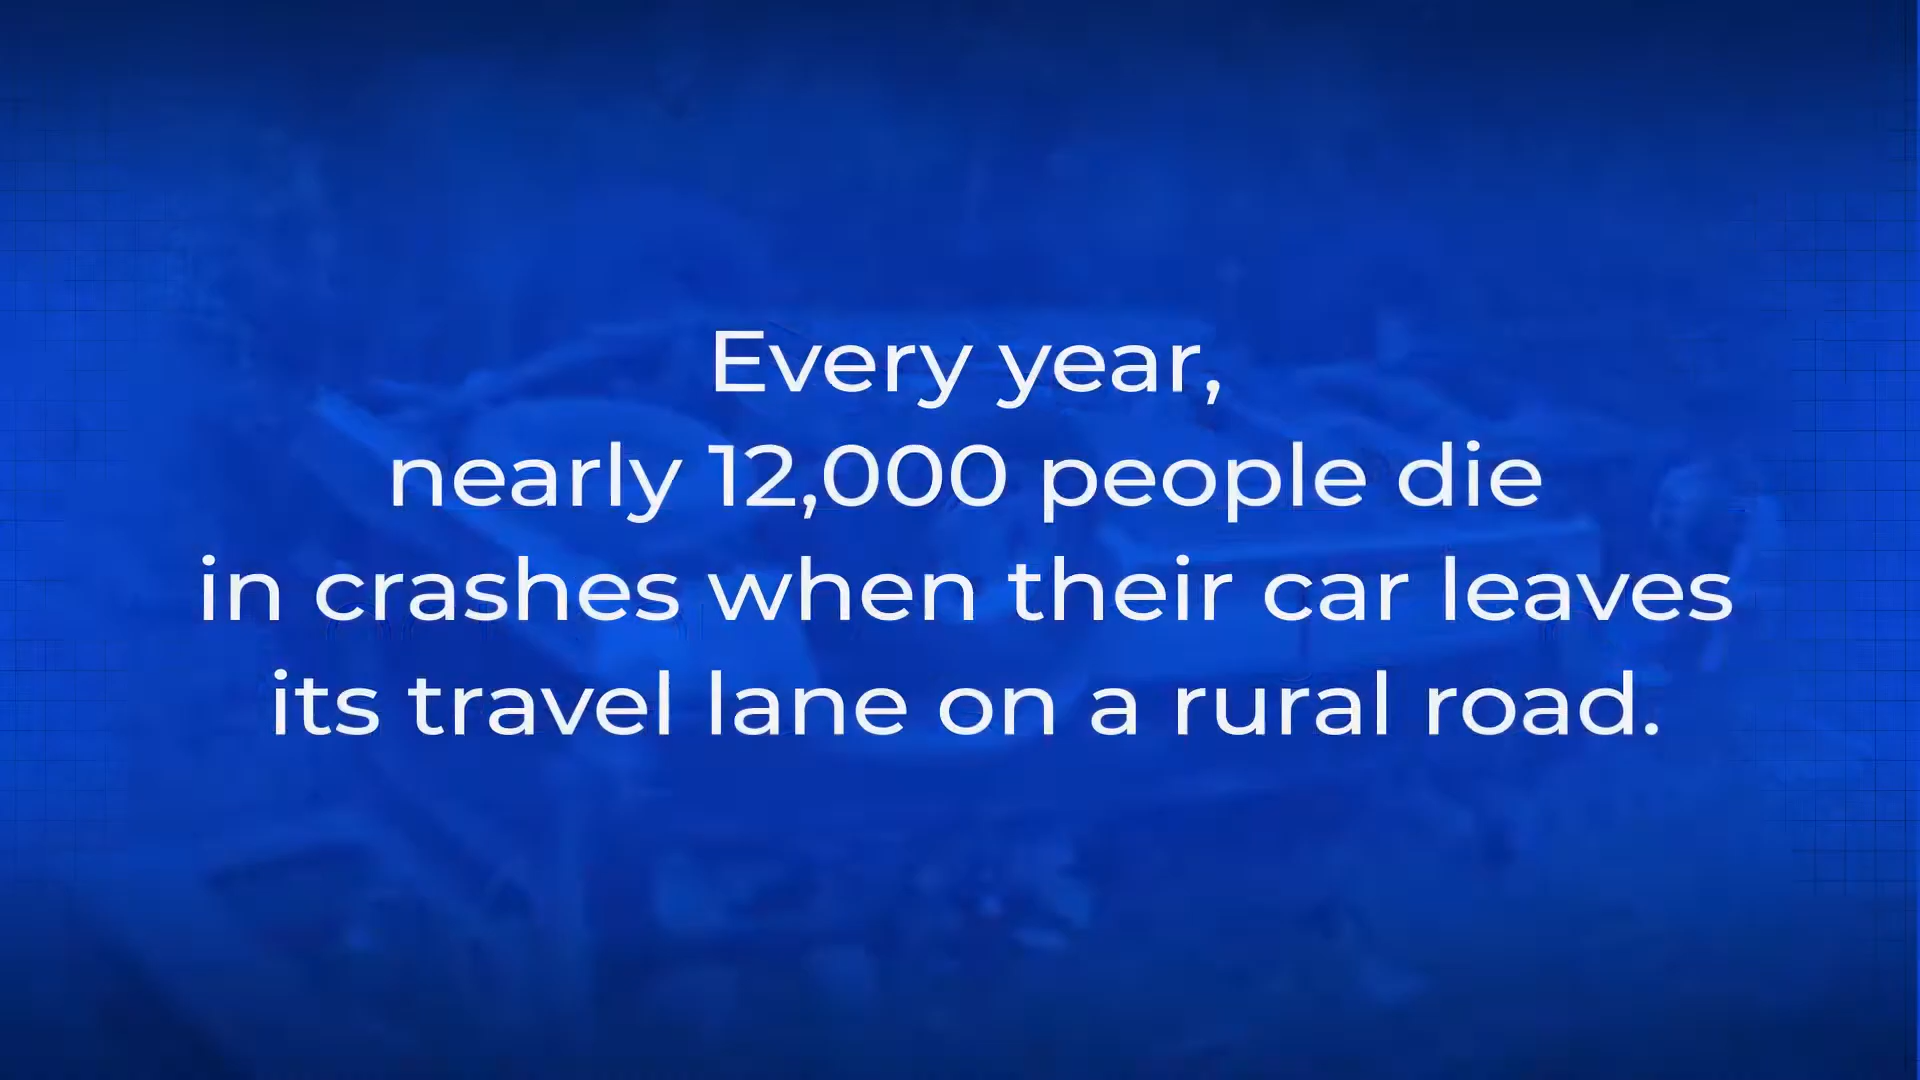 Every year,
nearly 12,000 people die
in crashes when their car leaves
its travel lane on a rural road.